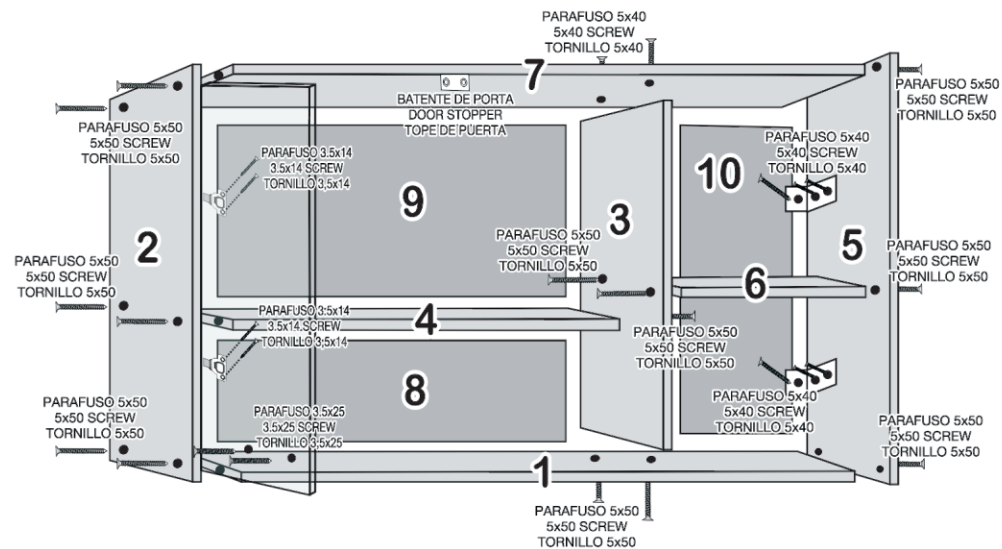 PARAFUSO 5x40
5x40 SCREW
TORNILLO 5x40
7
BATENTE DE PORTA
DOOR STOPPER
TOPE DE PUERTA
PARAFUSO 5x50
5x50 SCREW
TORNILLO 5x50
PARAFUSO 5x50
5x50 SCREW
TORNILLO 5x50
PARAFUSO 3.5x14
3.5x14 SCREW
TORNILLO 3,5x14
PARAFUSO 5x40
5x40 SCREW
TORNILLO 5x40
10
9
3
2
5
PARAFUSO 5x50
5x50 SCREW
TORNILLO 5x50
PARAFUSO 5x50
5x50 SCREW
TORNILLO 5x50
PARAFUSO 5x50
5x50 SCREW
TORNILLO 5x50
6
4
PARAFUSO 3:5x14
3.5x14 SCREW
TORNILLO 3;5x14
PARAFUSO 5x50
5x50 SCREW
TORNILLO 5x50
8
PARAFUSO 5x50
5x50 SCREW
TORNILLO 5x50
PARAFUSO 3.5x25
3.5x25 SCREW
TORNILLO 3;5x25
PARAFUSO 5x40
5x40 SCREW
TORNILLO 5x40
PARAFUSO 5x50
5x50 SCREW
TORNILLO 5x50
1
PARAFUSO 5x50
5x50 SCREW
TORNILLO 5x50